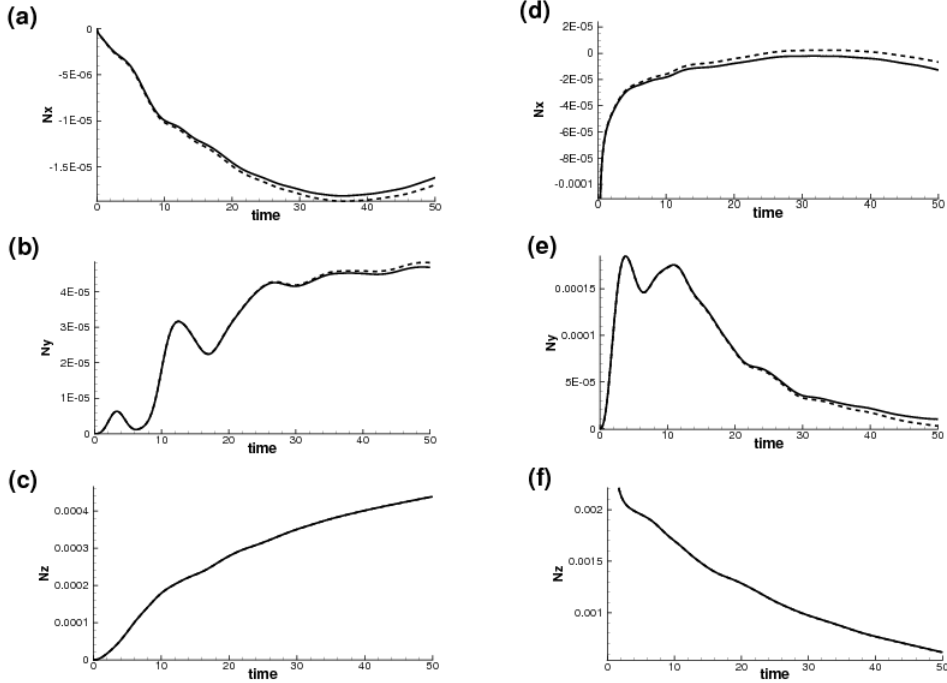 (a)
0
-5E-06
-1E-05
-1.5E-05
Nx
0 10 20 30 40 50
time
(b)
4E-05
3E-05
2E-05
1E-05
0
Ny
0 10 20 30 40 50
time
(c)
0.0004
0.0003
0.0002
0.0001
0
Nz
0 10 20 30 40 50
time
(d)
2E-05
0
-2E-05
-4E-05
-6E-05
-8E-05
-0.0001
Nx
0 10 20 30 40 50
time
(e)
0.00015
0.0001
5E-05
0
Ny
0 10 20 30 40 50
time
(f)
0.002
0.0015
0.001
Nz
0 10 20 30 40 50
time